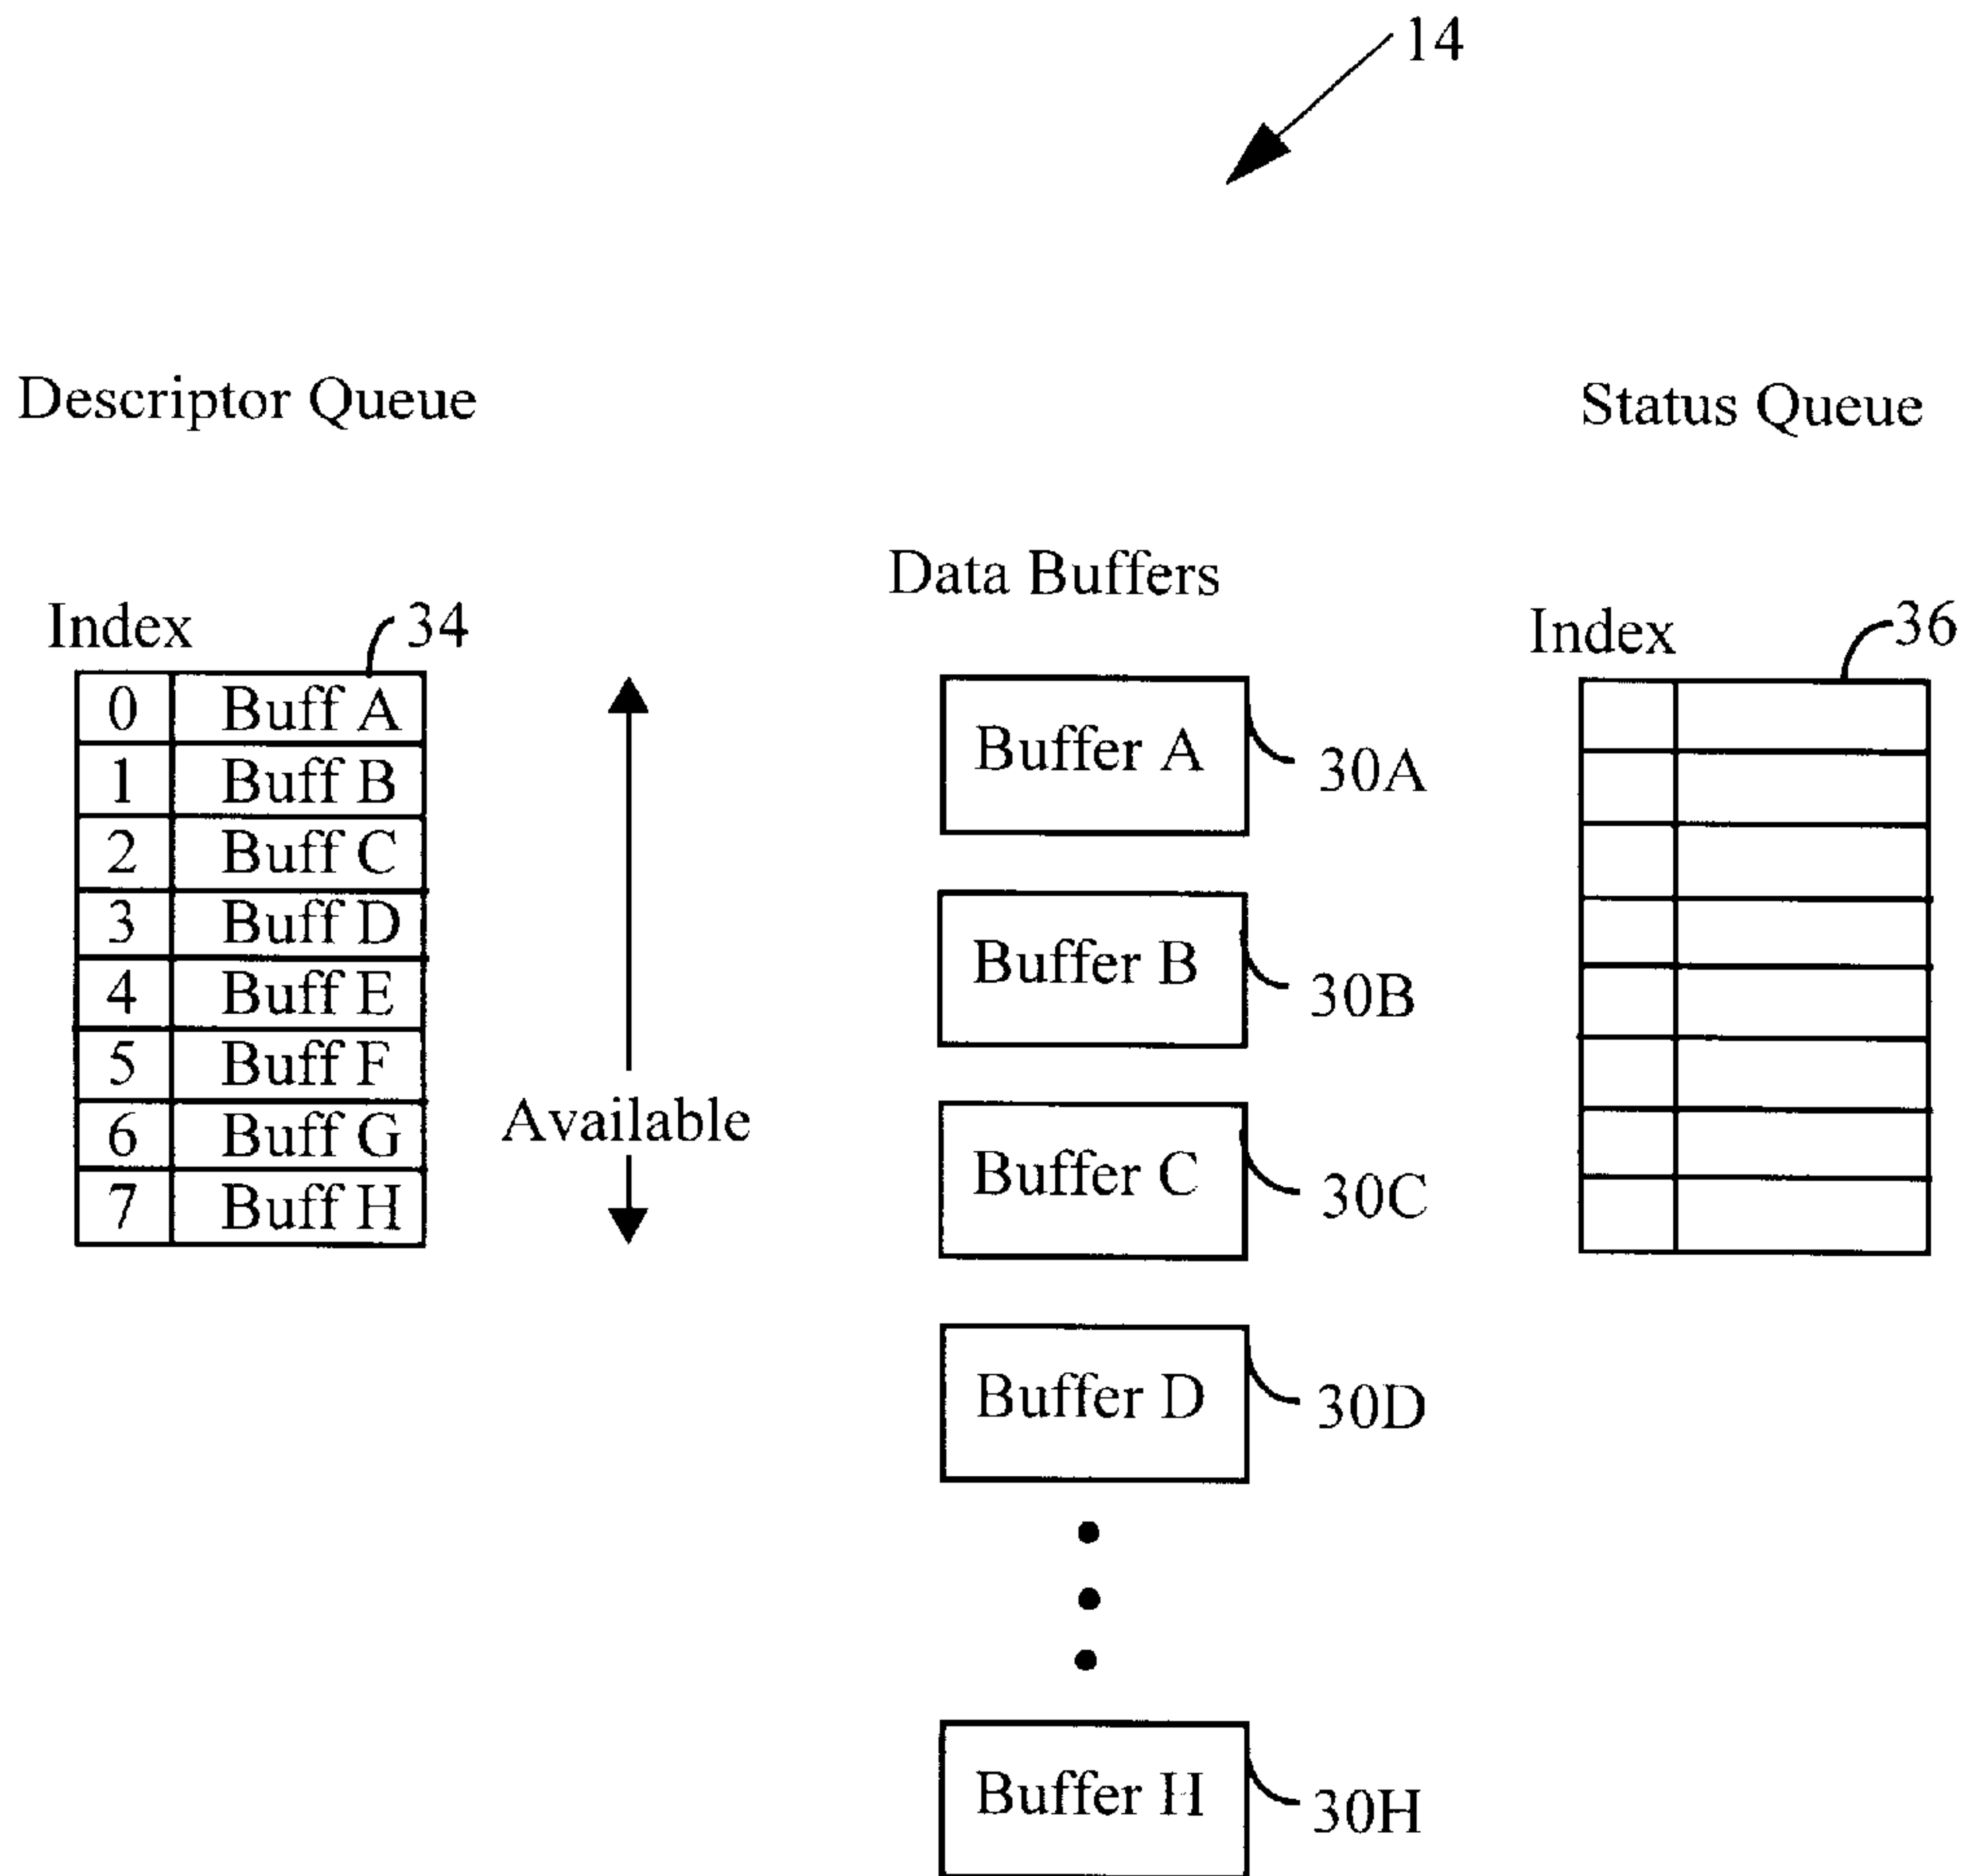 14
Descriptor Queue
Status Queue
Data Buffers
Index 34
0 Buff A
1 Buff B
2 Buff C
3 Buff D
4 Buff E
5 Buff F
6 Buff G
7 Buff H
Available
Buffer A 30A
Buffer B 30B
Buffer C 30C
Buffer D 30D
Buffer H 30H
Index 36